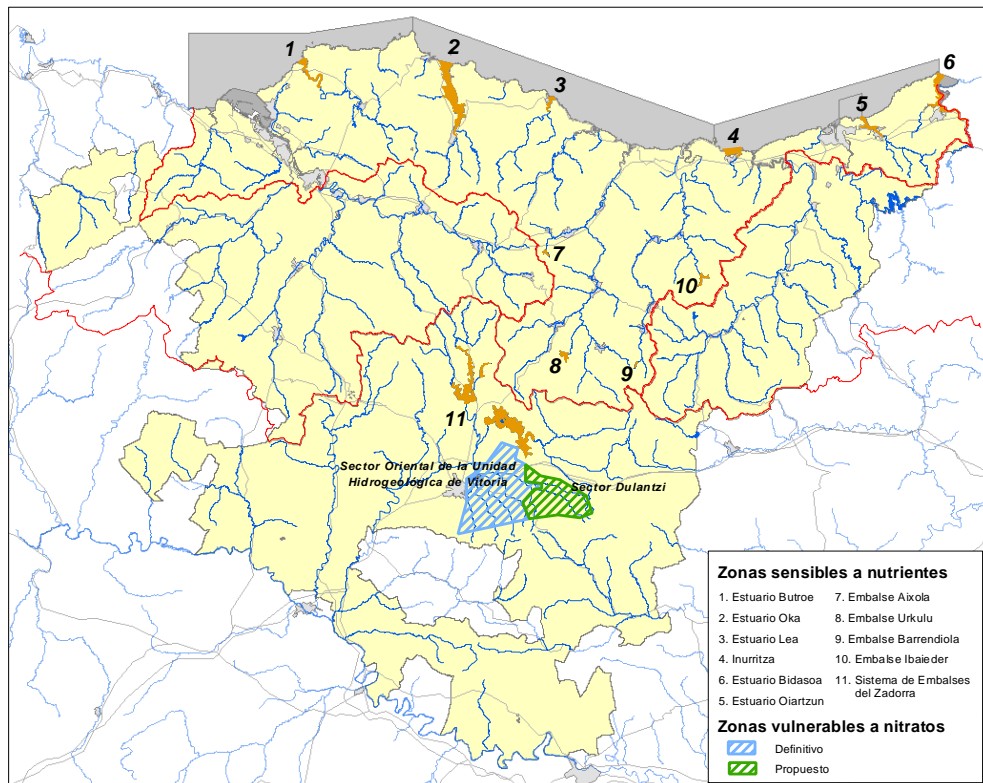 1
2
3
4
5
6
7
8
9
10
11
Sector Oriental de la Unidad
Hidrogeológica de Vitoria
Sector Dulantzi
Zonas sensibles a nutrientes
1. Estuario Butroe
2. Estuario Oka
3. Estuario Lea
4. Inurritza
6. Estuario Bidasoa
5. Estuario Oiartzun
7. Embalse Aixola
8. Embalse Urkulu
9. Embalse Barrendiola
10. Embalse Ibaieder
11. Sistema de Embalses
del Zadorra
Zonas vulnerables a nitratos
Definitivo
Propuesto